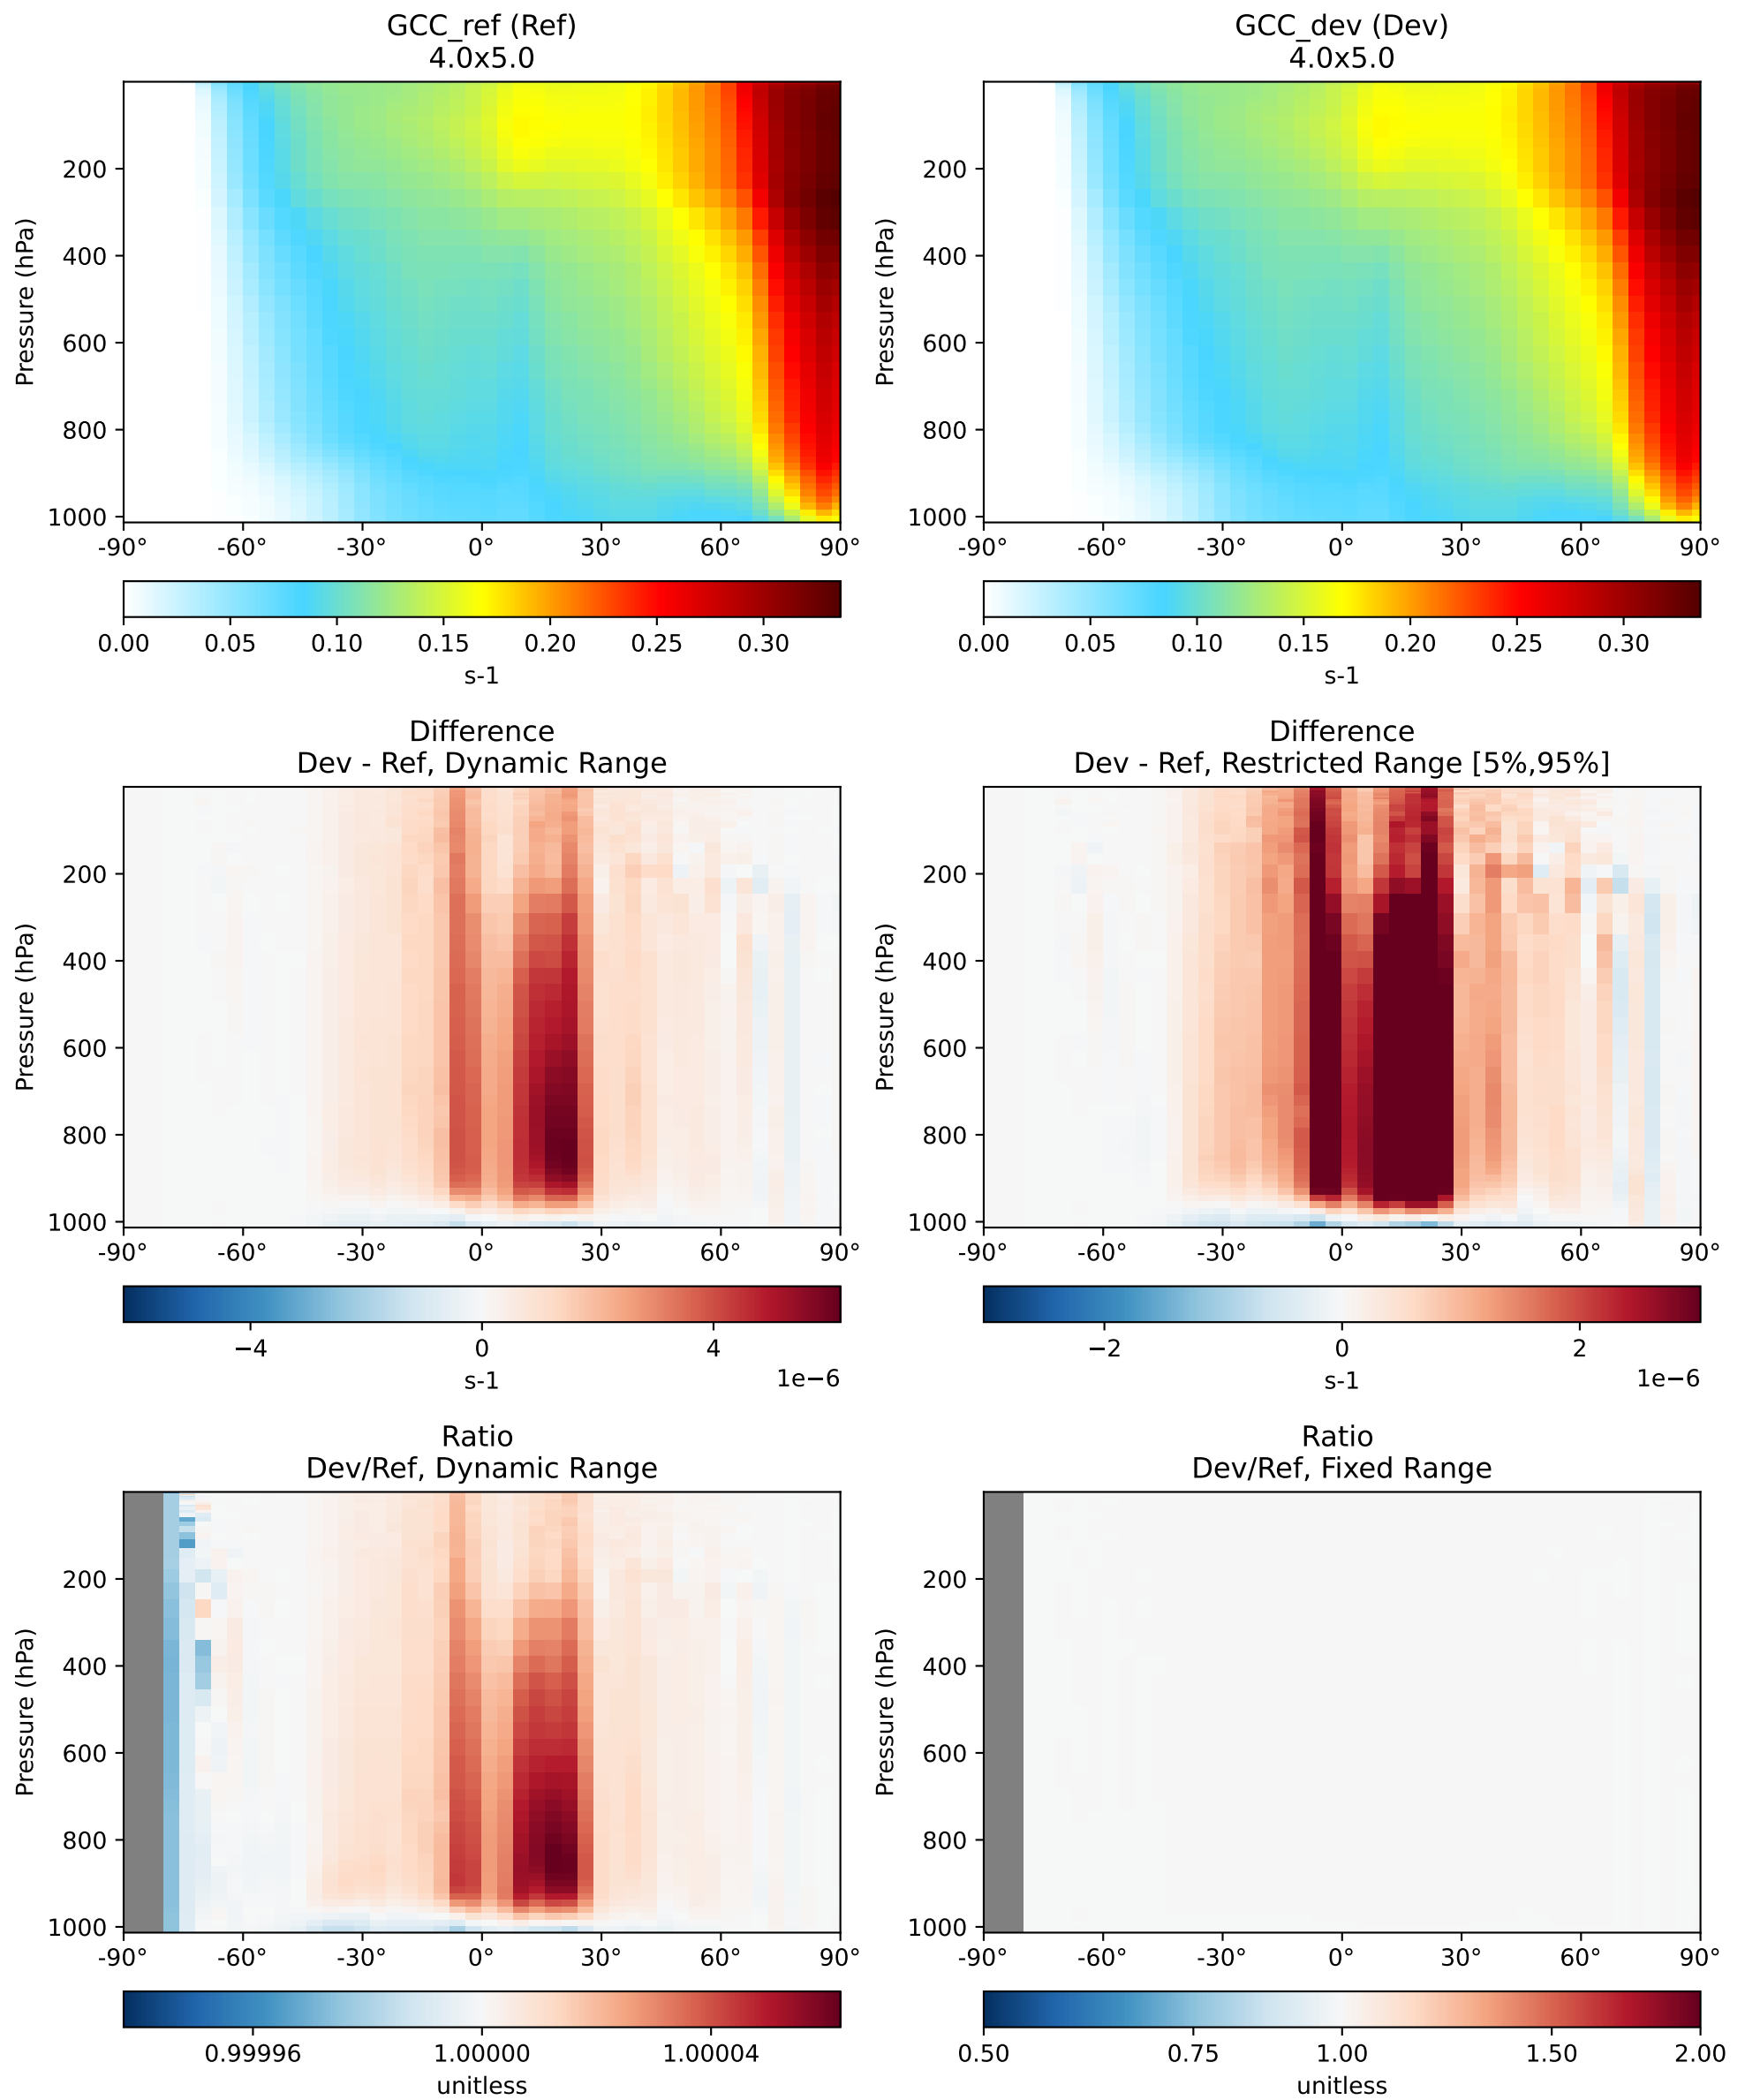 GCC_ref (Ref)
4.0x5.0
Pressure (hPa)
200
400
600
800
1000
-90° -60° -30° 0° 30° 60° 90°
0.00 0.05 0.10 0.15 0.20 0.25 0.30
s-1
GCC_dev (Dev)
4.0x5.0
Pressure (hPa)
200
400
600
800
1000
-90° -60° -30° 0° 30° 60° 90°
0.00 0.05 0.10 0.15 0.20 0.25 0.30
s-1
Difference
Dev - Ref, Dynamic Range
Pressure (hPa)
200
400
600
800
1000
-90° -60° -30° 0° 30° 60° 90°
−4 0 4
s-1
1e−6
Difference
Dev - Ref, Restricted Range [5%,95%]
Pressure (hPa)
200
400
600
800
1000
-90° -60° -30° 0° 30° 60° 90°
−2 0 2
s-1
1e−6
Ratio
Dev/Ref, Dynamic Range
Pressure (hPa)
200
400
600
800
1000
-90° -60° -30° 0° 30° 60° 90°
0.99996 1.00000 1.00004
unitless
Ratio
Dev/Ref, Fixed Range
Pressure (hPa)
200
400
600
800
1000
-90° -60° -30° 0° 30° 60° 90°
0.50 0.75 1.00 1.50 2.00
unitless